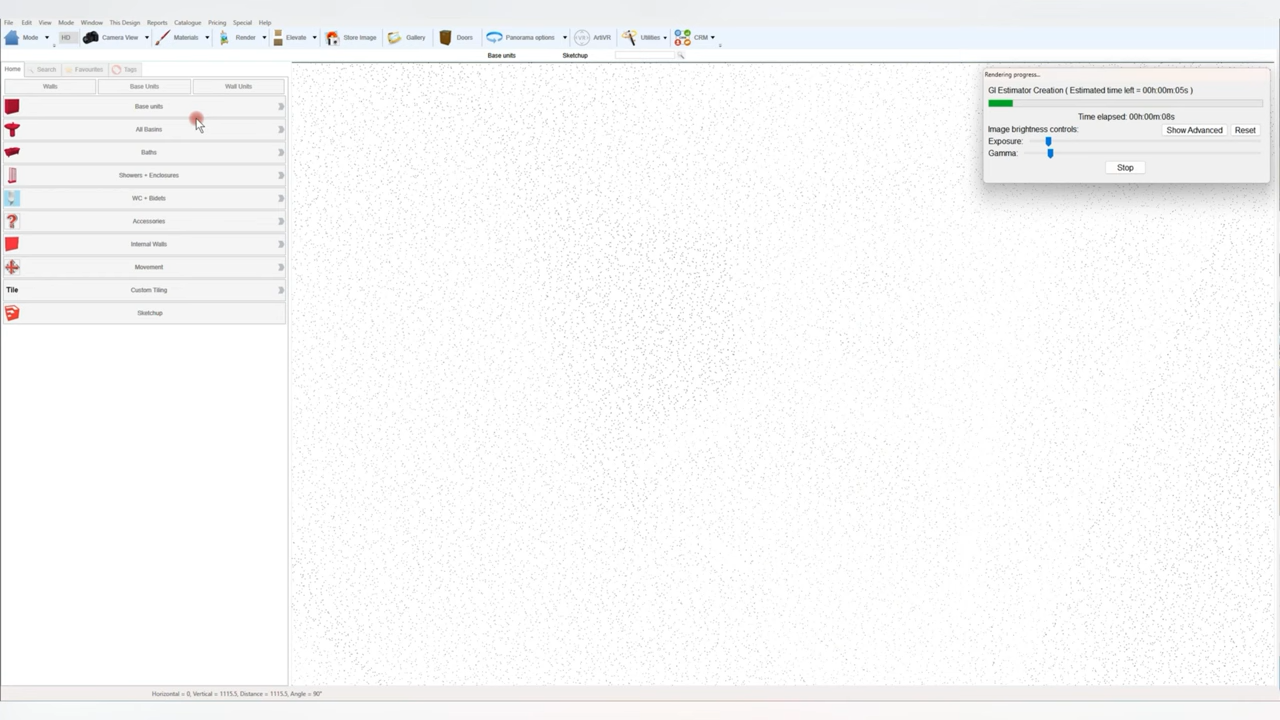 File Edit View Mode Window This Design Reports Catalogue Pricing Special Help
Mode HD Camera View Materials Render Elevate Store Image Gallery Doors Panorama options VR ArtiVR Utilities CRM
Base units Sketchup
Home Search Favourites Tags
Walls Base Units Wall Units
Base units
All Basins
Baths
Showers + Enclosures
WC + Bidets
Accessories
Internal Walls
Movement
Tile Custom Tiling
Sketchup
Rendering progress...
GI Estimator Creation ( Estimated time left = 00h:00m:05s )
Time elapsed: 00h:00m:08s
Image brightness controls: Show Advanced Reset
Exposure:
Gamma:
Stop
Horizontal = 0, Vertical = 1115.5, Distance = 1115.5, Angle = 90°